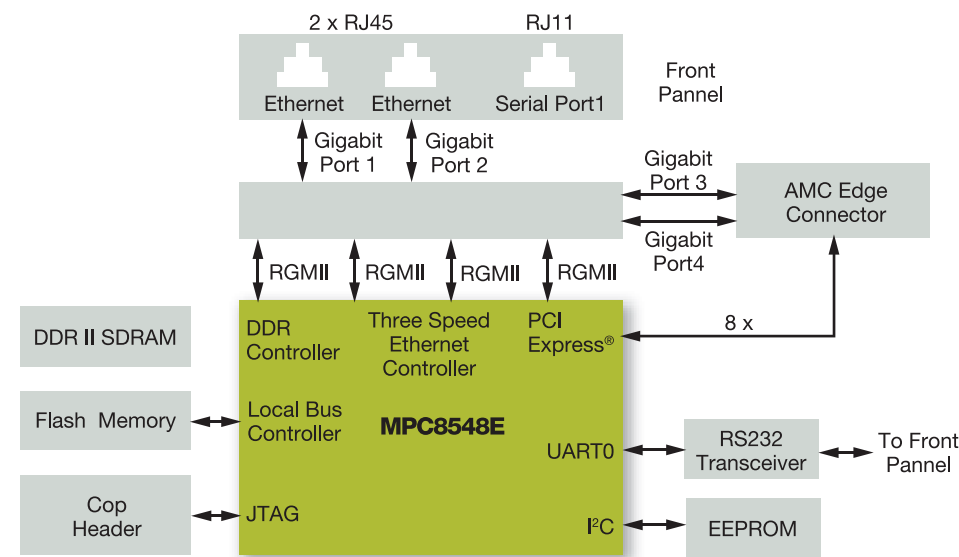 2 x RJ45
RJ11
Ethernet
Ethernet
Serial Port1
Front
Pannel
Gigabit
Port 1
Gigabit
Port 2
Gigabit
Port 3
AMC Edge
Connector
Gigabit
Port4
RGMII
RGMII
RGMII
RGMII
DDR II SDRAM
DDR
Controller
Three Speed
Ethernet
Controller
PCI
Express®
8 x
Flash Memory
Local Bus
Controller
MPC8548E
UART0
RS232
Transceiver
To Front
Pannel
Cop
Header
JTAG
I²C
EEPROM